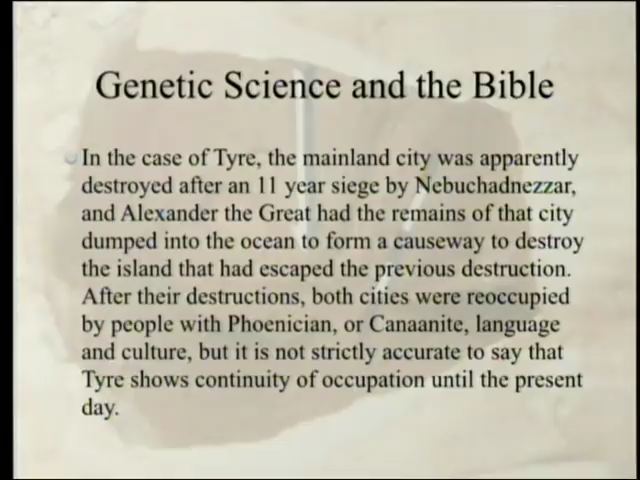 Genetic Science and the Bible
In the case of Tyre, the mainland city was apparently
destroyed after an 11 year siege by Nebuchadnezzar,
and Alexander the Great had the remains of that city
dumped into the ocean to form a causeway to destroy
the island that had escaped the previous destruction.
After their destructions, both cities were reoccupied
by people with Phoenician, or Canaanite, language
and culture, but it is not strictly accurate to say that
Tyre shows continuity of occupation until the present
day.